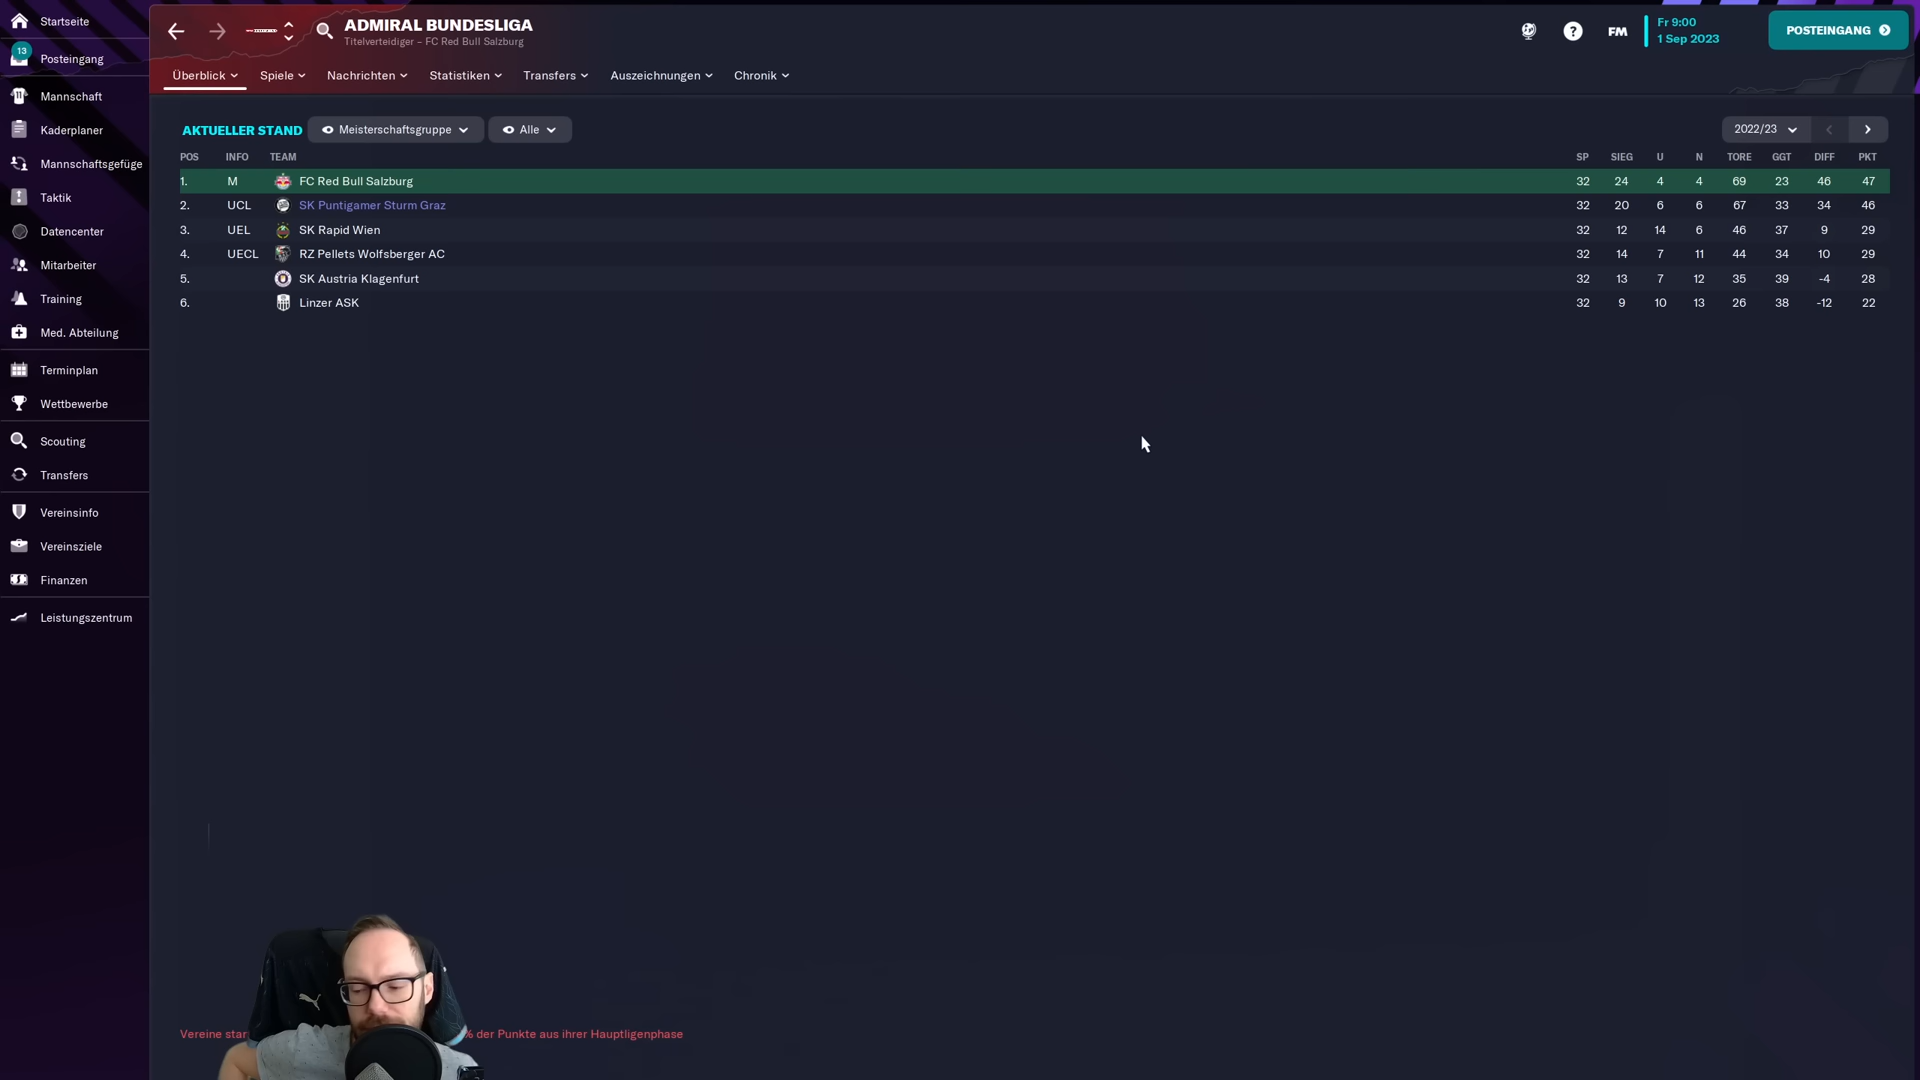 Startseite
13
Posteingang
Mannschaft
Kaderplaner
Mannschaftsgefüge
Taktik
Datencenter
Mitarbeiter
Training
Med. Abteilung
Terminplan
Wettbewerbe
Scouting
Transfers
Vereinsinfo
Vereinsziele
Finanzen
Leistungszentrum
ADMIRAL BUNDESLIGA
Titelverteidiger – FC Red Bull Salzburg
FM
Fr 9:00
1 Sep 2023
POSTEINGANG
Überblick Spiele Nachrichten Statistiken Transfers Auszeichnungen Chronik
AKTUELLER STAND Meisterschaftsgruppe Alle 2022/23
POS INFO TEAM SP SIEG U N TORE GGT DIFF PKT
1. M FC Red Bull Salzburg 32 24 4 4 69 23 46 47
2. UCL SK Puntigamer Sturm Graz 32 20 6 6 67 33 34 46
3. UEL SK Rapid Wien 32 12 14 6 46 37 9 29
4. UECL RZ Pellets Wolfsberger AC 32 14 7 11 44 34 10 29
5. SK Austria Klagenfurt 32 13 7 12 35 39 -4 28
6. Linzer ASK 32 9 10 13 26 38 -12 22
Vereine % der Punkte aus ihrer Hauptligenphase